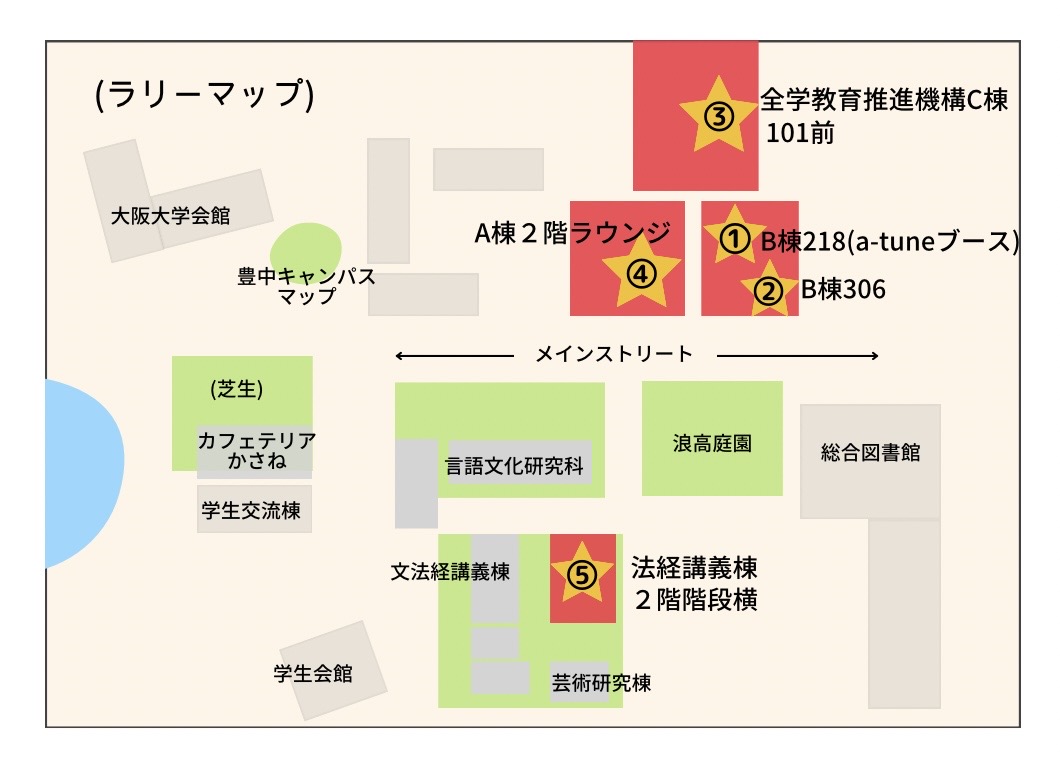 (ラリーマップ)
③
全学教育推進機構C棟
101前
大阪大学会館
豊中キャンパス
マップ
A棟２階ラウンジ
④
①
B棟218(a-tuneブース)
②
B棟306
メインストリート
(芝生)
カフェテリア
かさね
学生交流棟
言語文化研究科
浪高庭園
総合図書館
文法経講義棟
⑤
法経講義棟
２階階段横
学生会館
芸術研究棟